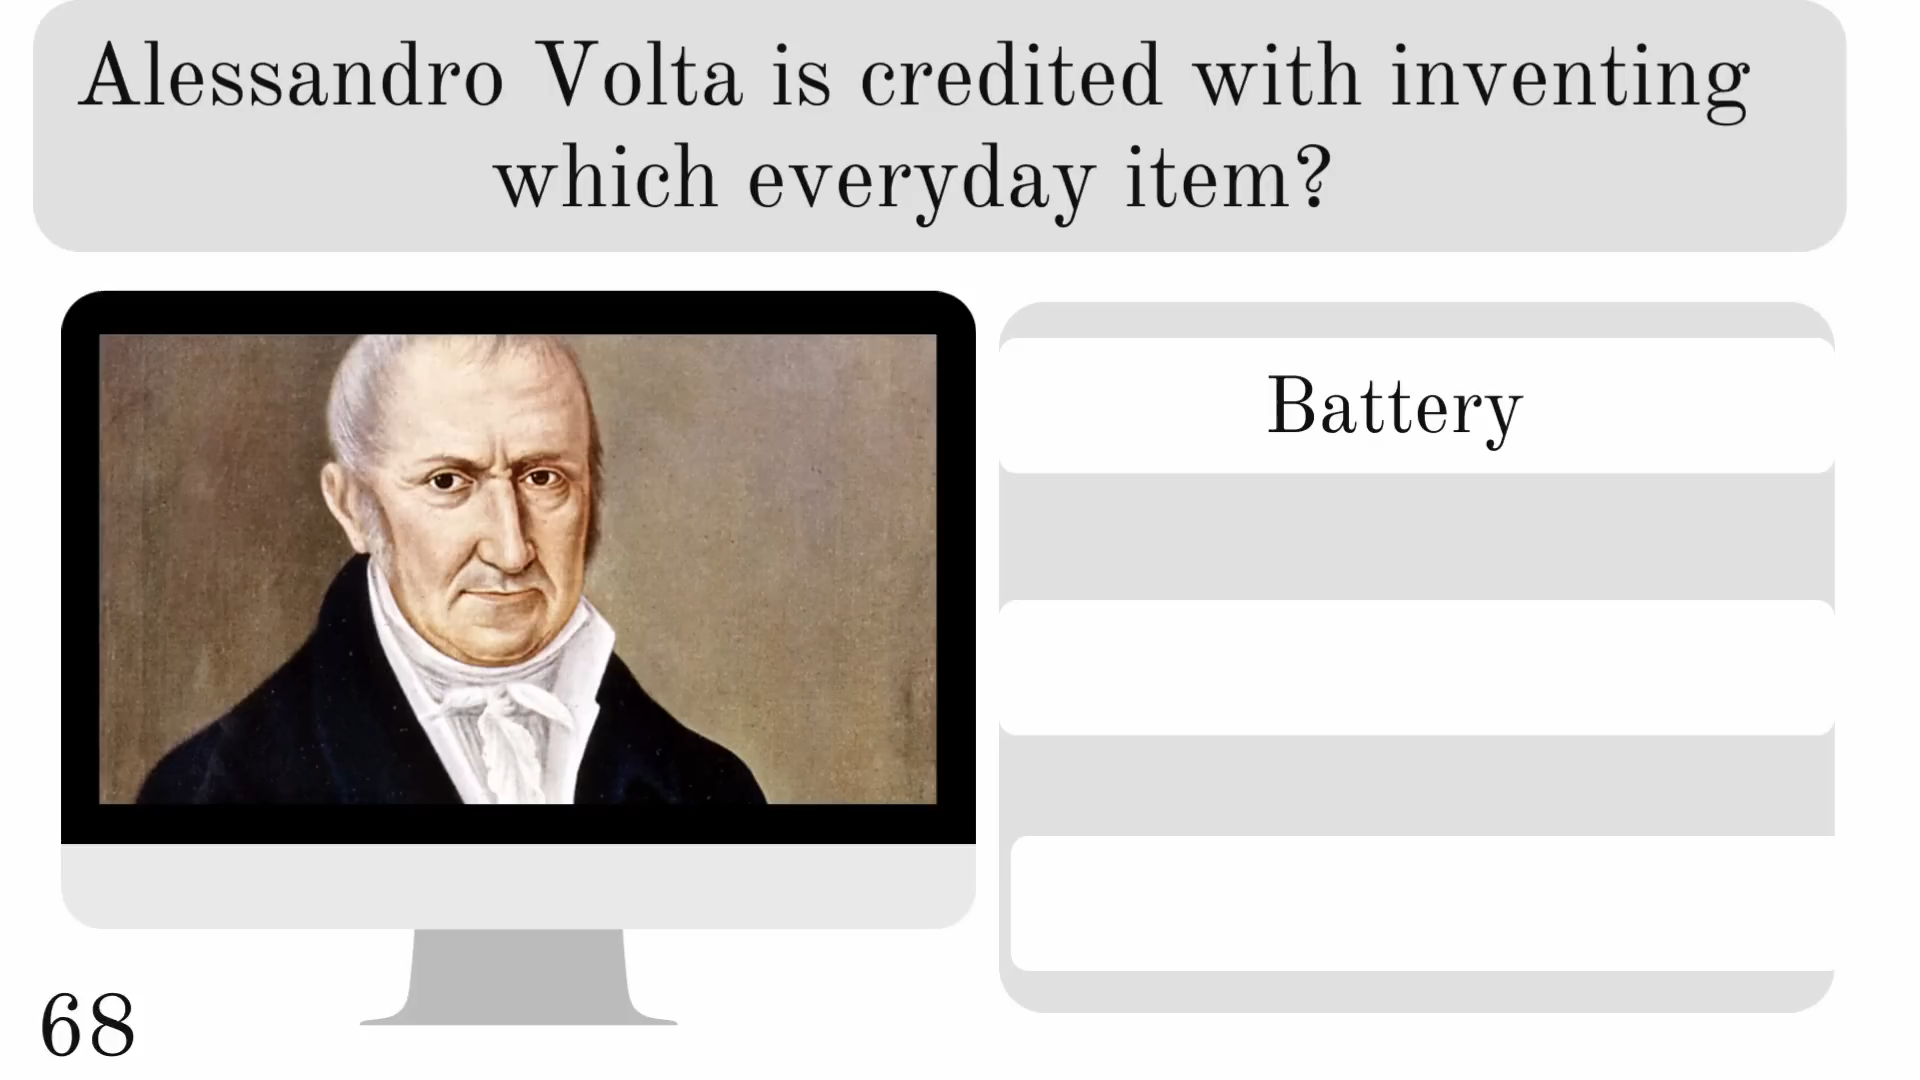 Alessandro Volta is credited with inventing
which everyday item?
Battery
68